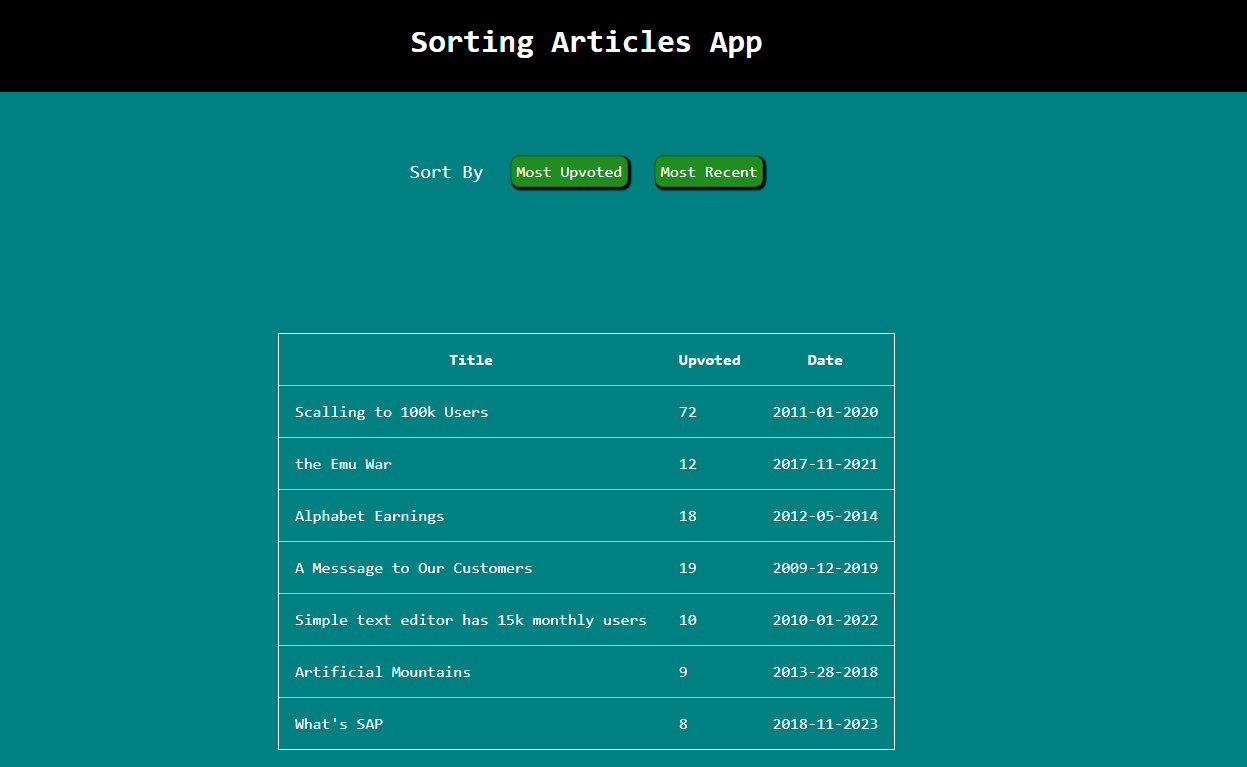 Sorting Articles App
Sort By Most Upvoted Most Recent
Title Upvoted Date
Scalling to 100k Users 72 2011-01-2020
the Emu War 12 2017-11-2021
Alphabet Earnings 18 2012-05-2014
A Messsage to Our Customers 19 2009-12-2019
Simple text editor has 15k monthly users 10 2010-01-2022
Artificial Mountains 9 2013-28-2018
What's SAP 8 2018-11-2023